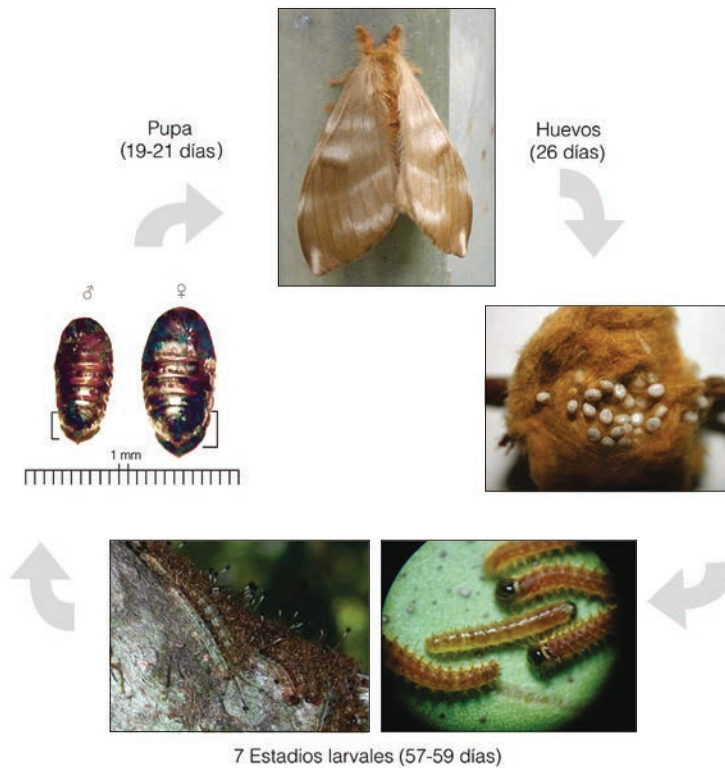 Pupa
(19-21 días)
Huevos
(26 días)
♂ ♀
1 mm
7 Estadios larvales (57-59 días)